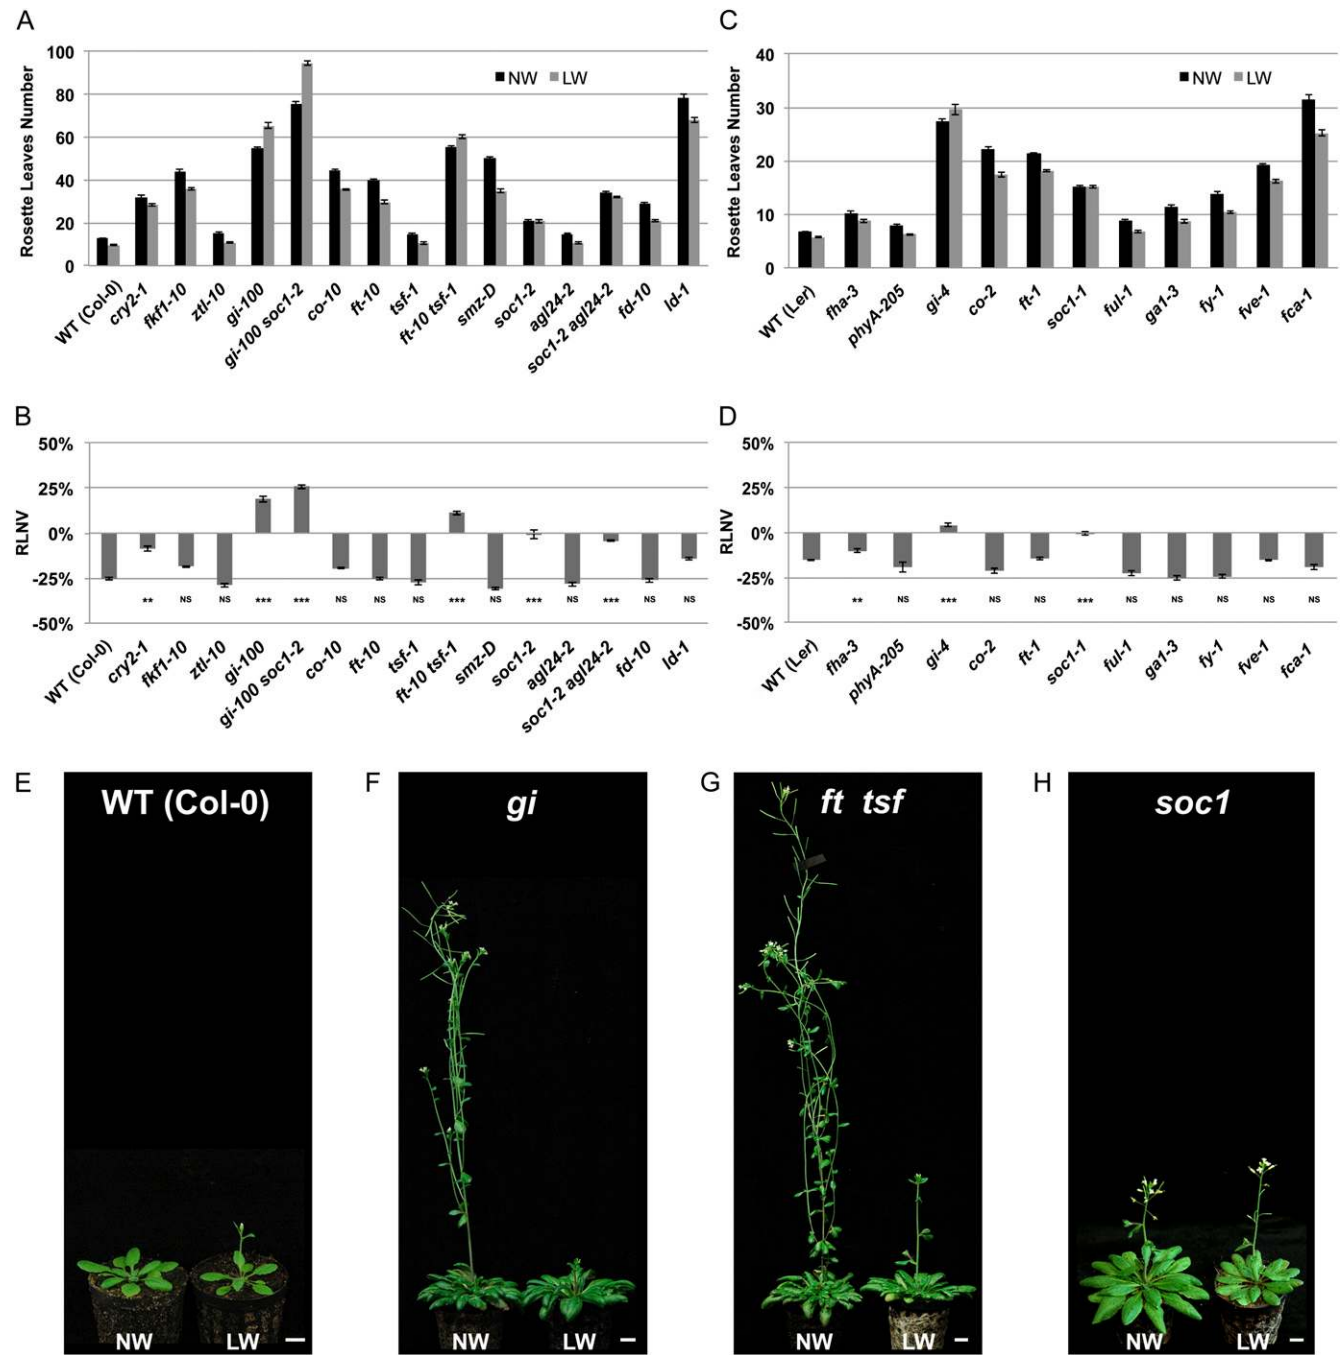 A
Rosette Leaves Number
100
80
60
40
20
0
NW LW
WT (Col-0)
cry2-1
fkf1-10
ztl-10
gi-100
gi-100 soc1-2
co-10
ft-10
tsf-1
ft-10 tsf-1
smz-D
soc1-2
agl24-2
soc1-2 agl24-2
fd-10
ld-1
C
Rosette Leaves Number
40
30
20
10
0
NW LW
WT (Ler)
fha-3
phyA-205
gi-4
co-2
ft-1
soc1-1
ful-1
ga1-3
fy-1
fve-1
fca-1
B
RLNV
50%
25%
0%
-25%
-50%
** NS NS *** *** NS NS NS *** NS *** NS *** NS NS
WT (Col-0)
cry2-1
fkf1-10
ztl-10
gi-100
gi-100 soc1-2
co-10
ft-10
tsf-1
ft-10 tsf-1
smz-D
soc1-2
agl24-2
soc1-2 agl24-2
fd-10
ld-1
D
RLNV
50%
25%
0%
-25%
-50%
** NS *** NS NS *** NS NS NS NS NS
WT (Ler)
fha-3
phyA-205
gi-4
co-2
ft-1
soc1-1
ful-1
ga1-3
fy-1
fve-1
fca-1
E
WT (Col-0)
NW LW
F
gi
NW LW
G
ft tsf
NW LW
H
soc1
NW LW